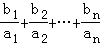 b₁/a₁ + b₂/a₂ + ⋯ + bₙ/aₙ